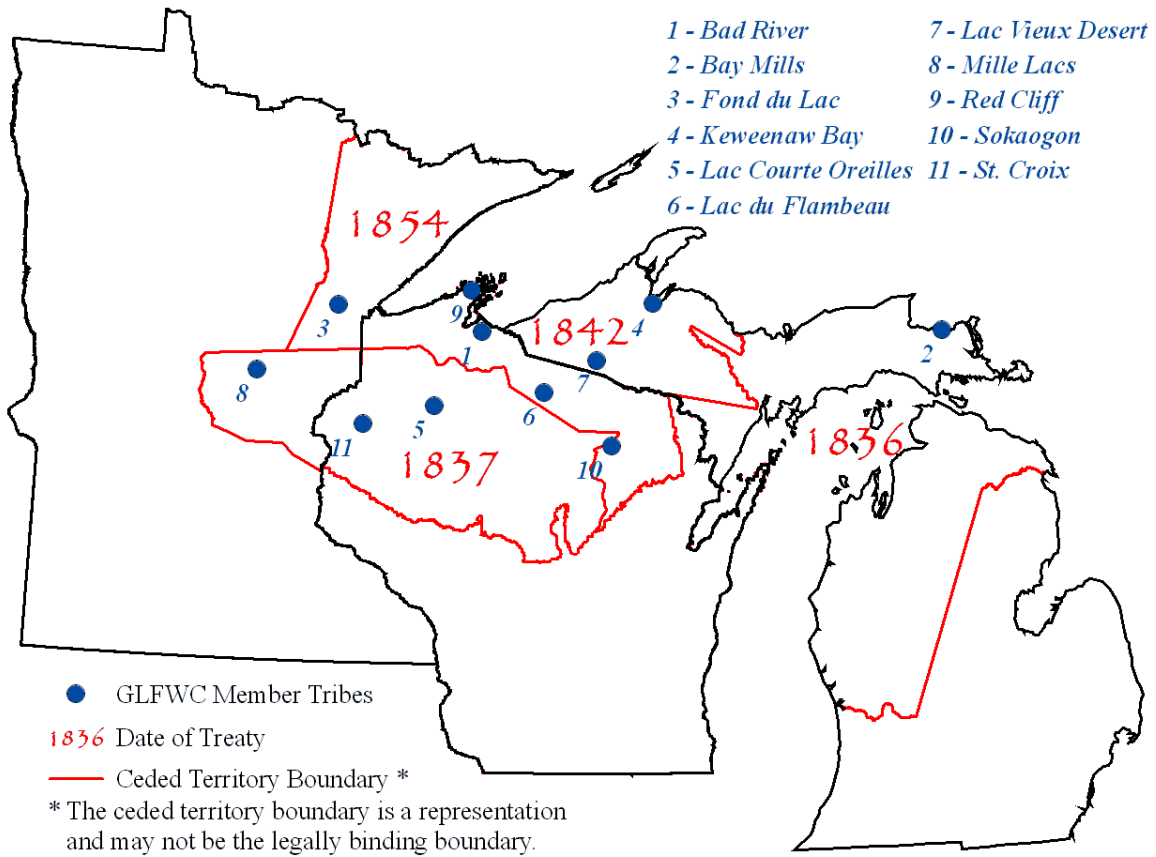 1 - Bad River
2 - Bay Mills
3 - Fond du Lac
4 - Keweenaw Bay
5 - Lac Courte Oreilles
6 - Lac du Flambeau
7 - Lac Vieux Desert
8 - Mille Lacs
9 - Red Cliff
10 - Sokaogon
11 - St. Croix
1854
3
9
1842
4
1
7
2
8
6
5
11
1837
10
1836
GLFWC Member Tribes
1836 Date of Treaty
Ceded Territory Boundary *
* The ceded territory boundary is a representation
and may not be the legally binding boundary.